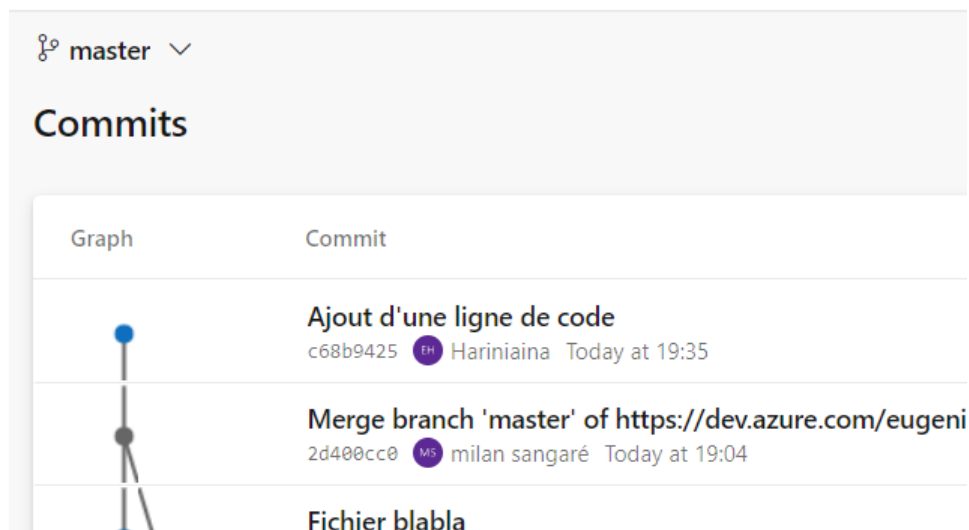 master
Commits
Graph Commit
Ajout d'une ligne de code
c68b9425 EH Hariniaina Today at 19:35
Merge branch 'master' of https://dev.azure.com/eugeni
2d400cc0 MS milan sangaré Today at 19:04
Fichier blabla